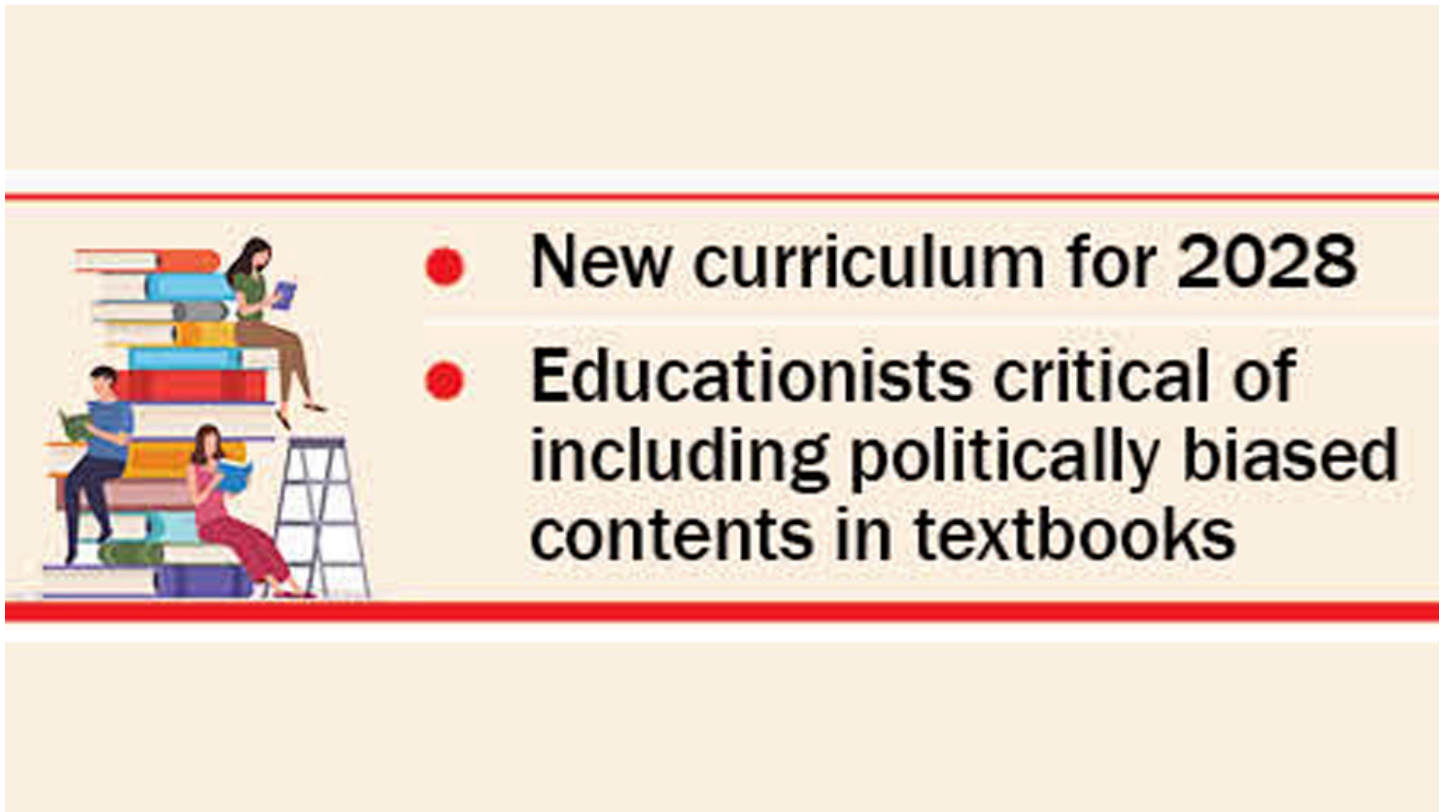 New curriculum for 2028
Educationists critical of
including politically biased
contents in textbooks